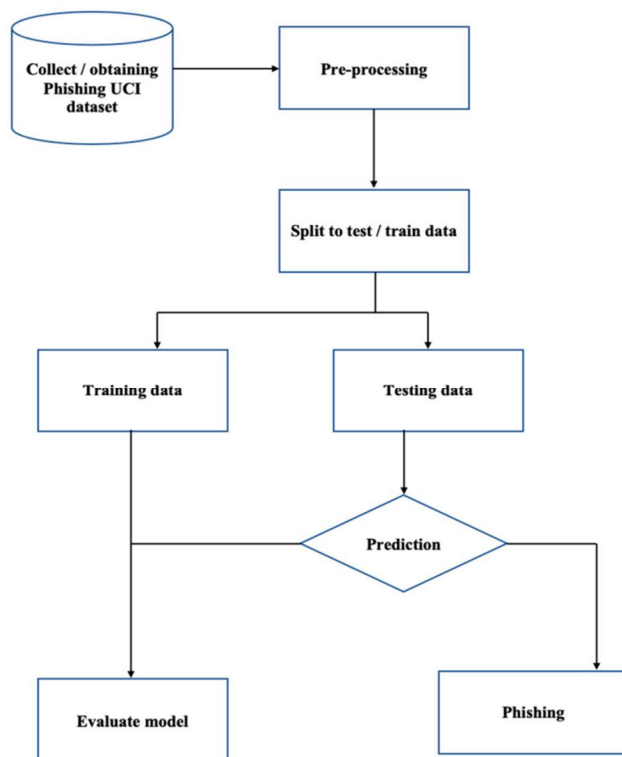 Collect / obtaining
Phishing UCI
dataset
Pre-processing
Split to test / train data
Training data
Testing data
Prediction
Evaluate model
Phishing